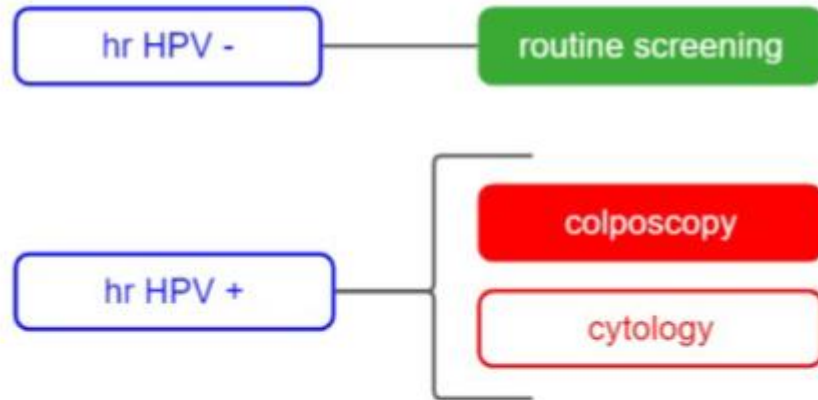 hr HPV -
routine screening
hr HPV +
colposcopy
cytology